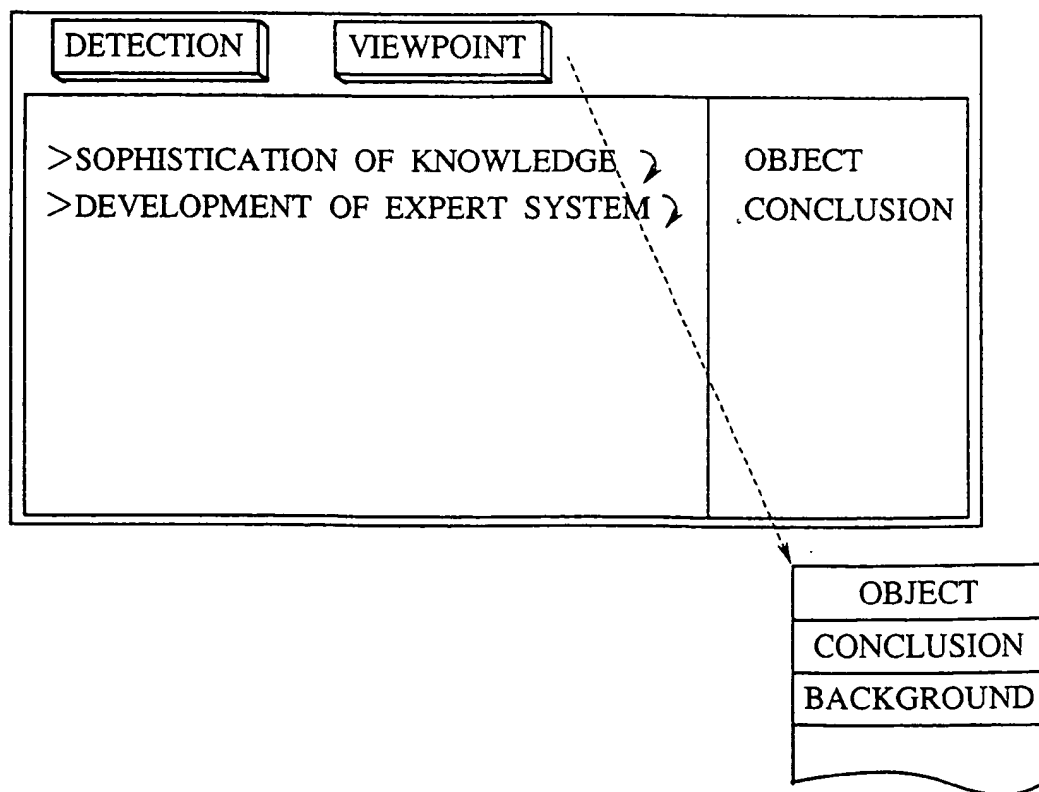 DETECTION VIEWPOINT
>SOPHISTICATION OF KNOWLEDGE OBJECT
>DEVELOPMENT OF EXPERT SYSTEM CONCLUSION
OBJECT
CONCLUSION
BACKGROUND